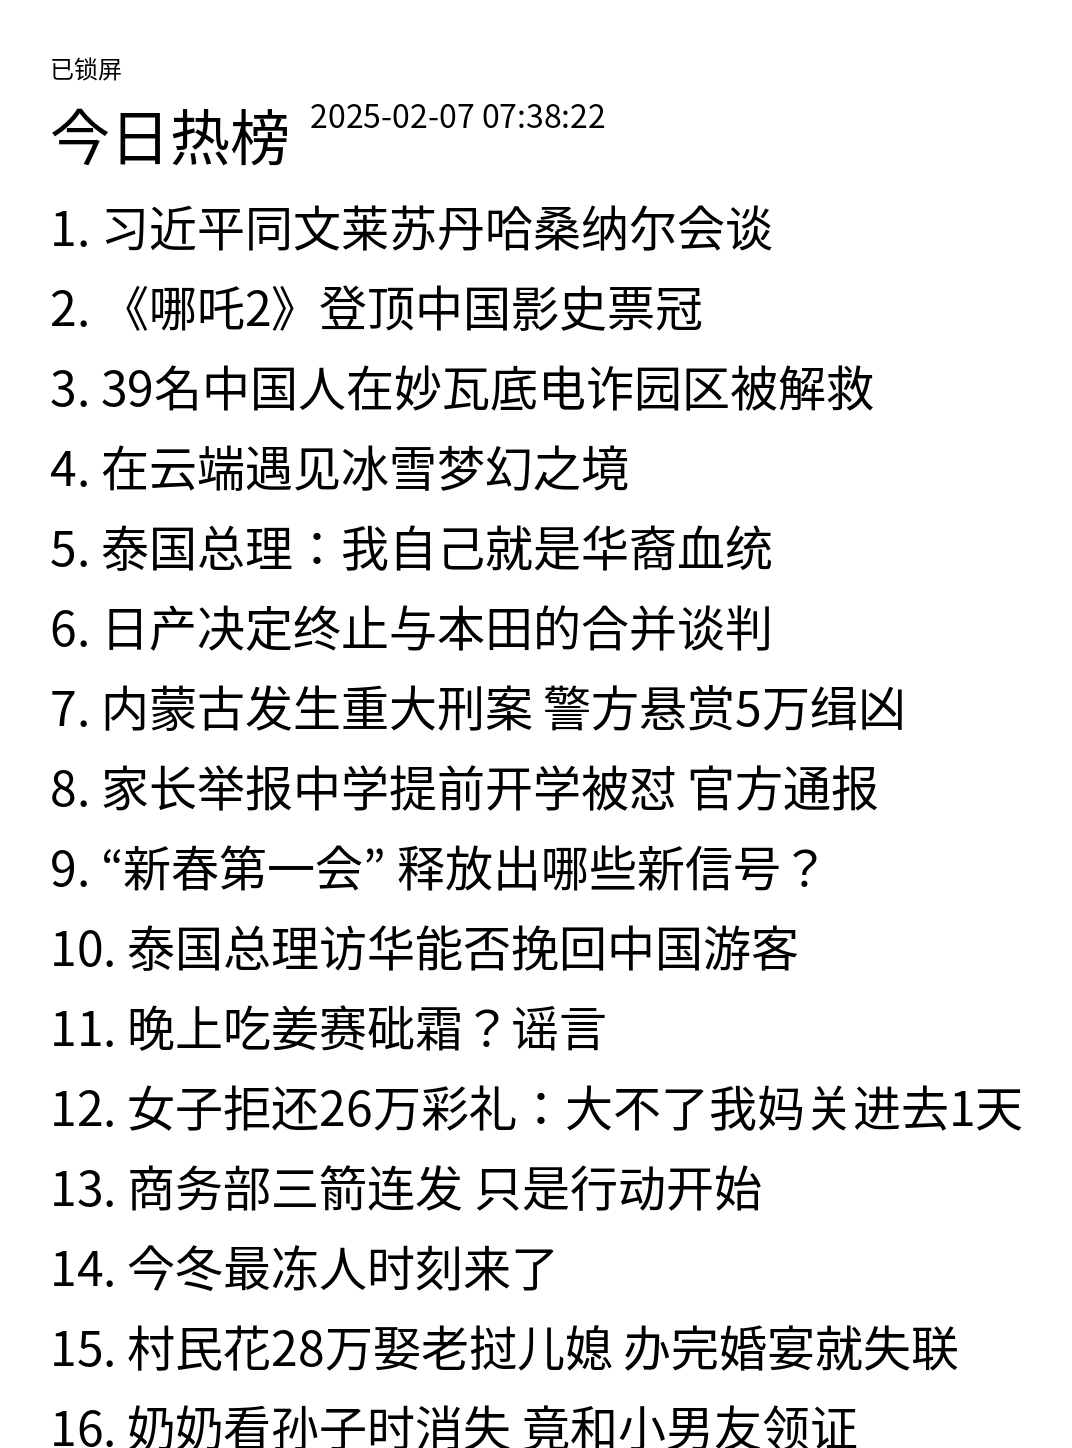 已锁屏
今日热榜 2025-02-07 07:38:22
1. 习近平同文莱苏丹哈桑纳尔会谈
2. 《哪吒2》登顶中国影史票冠
3. 39名中国人在妙瓦底电诈园区被解救
4. 在云端遇见冰雪梦幻之境
5. 泰国总理：我自己就是华裔血统
6. 日产决定终止与本田的合并谈判
7. 内蒙古发生重大刑案 警方悬赏5万缉凶
8. 家长举报中学提前开学被怼 官方通报
9. “新春第一会” 释放出哪些新信号？
10. 泰国总理访华能否挽回中国游客
11. 晚上吃姜赛砒霜？谣言
12. 女子拒还26万彩礼：大不了我妈关进去1天
13. 商务部三箭连发 只是行动开始
14. 今冬最冻人时刻来了
15. 村民花28万娶老挝儿媳 办完婚宴就失联
16. 奶奶看孙子时消失 竟和小男友领证